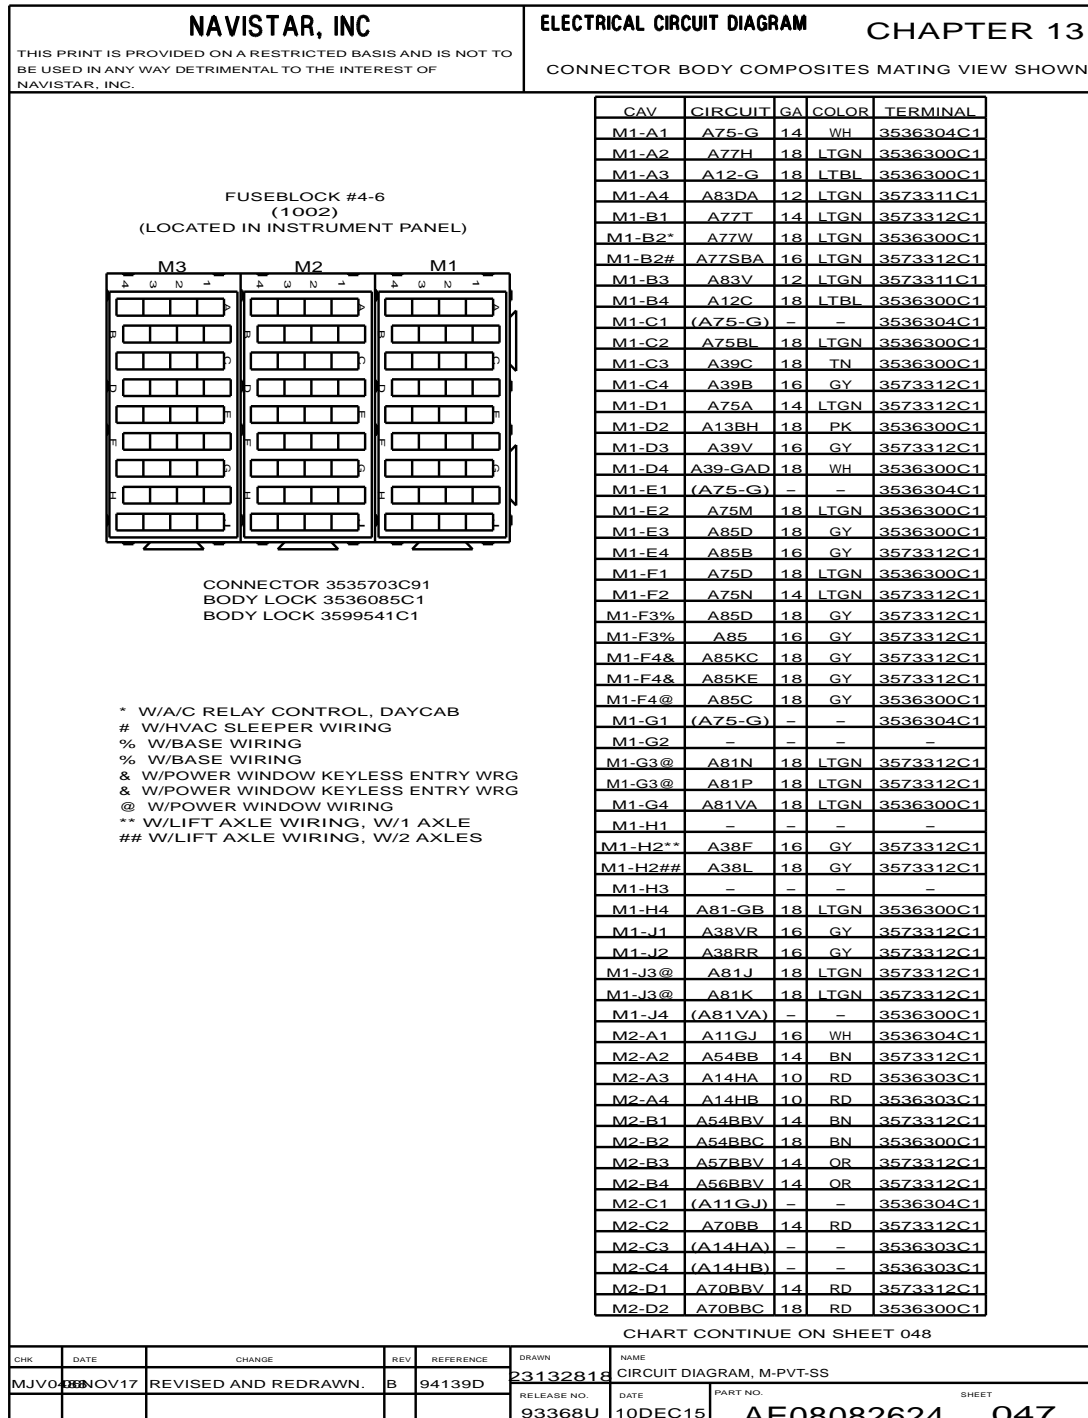 NAVISTAR, INC
THIS PRINT IS PROVIDED ON A RESTRICTED BASIS AND IS NOT TO
BE USED IN ANY WAY DETRIMENTAL TO THE INTEREST OF
NAVISTAR, INC.
ELECTRICAL CIRCUIT DIAGRAM
CHAPTER 13
CONNECTOR BODY COMPOSITES MATING VIEW SHOWN
FUSEBLOCK #4-6
(1002)
(LOCATED IN INSTRUMENT PANEL)
M3 M2 M1
4 3 2 1 4 3 2 1 4 3 2 1
A A A
B B B
C C C
D D D
E E E
F F F
G G G
H H H
J J J
CONNECTOR 3535703C91
BODY LOCK 3536085C1
BODY LOCK 3599541C1
* W/A/C RELAY CONTROL, DAYCAB
# W/HVAC SLEEPER WIRING
% W/BASE WIRING
% W/BASE WIRING
& W/POWER WINDOW KEYLESS ENTRY WRG
& W/POWER WINDOW KEYLESS ENTRY WRG
@ W/POWER WINDOW WIRING
** W/LIFT AXLE WIRING, W/1 AXLE
## W/LIFT AXLE WIRING, W/2 AXLES
CAV CIRCUIT GA COLOR TERMINAL
M1-A1 A75-G 14 WH 3536304C1
M1-A2 A77H 18 LTGN 3536300C1
M1-A3 A12-G 18 LTBL 3536300C1
M1-A4 A83DA 12 LTGN 3573311C1
M1-B1 A77T 14 LTGN 3573312C1
M1-B2* A77W 18 LTGN 3536300C1
M1-B2# A77SBA 16 LTGN 3573312C1
M1-B3 A83V 12 LTGN 3573311C1
M1-B4 A12C 18 LTBL 3536300C1
M1-C1 (A75-G) – – 3536304C1
M1-C2 A75BL 18 LTGN 3536300C1
M1-C3 A39C 18 TN 3536300C1
M1-C4 A39B 16 GY 3573312C1
M1-D1 A75A 14 LTGN 3573312C1
M1-D2 A13BH 18 PK 3536300C1
M1-D3 A39V 16 GY 3573312C1
M1-D4 A39-GAD 18 WH 3536300C1
M1-E1 (A75-G) – – 3536304C1
M1-E2 A75M 18 LTGN 3536300C1
M1-E3 A85D 18 GY 3536300C1
M1-E4 A85B 16 GY 3573312C1
M1-F1 A75D 18 LTGN 3536300C1
M1-F2 A75N 14 LTGN 3573312C1
M1-F3% A85D 18 GY 3573312C1
M1-F3% A85 16 GY 3573312C1
M1-F4& A85KC 18 GY 3573312C1
M1-F4& A85KE 18 GY 3573312C1
M1-F4@ A85C 18 GY 3536300C1
M1-G1 (A75-G) – – 3536304C1
M1-G2 – – – –
M1-G3@ A81N 18 LTGN 3573312C1
M1-G3@ A81P 18 LTGN 3573312C1
M1-G4 A81VA 18 LTGN 3536300C1
M1-H1 – – – –
M1-H2** A38F 16 GY 3573312C1
M1-H2## A38L 18 GY 3573312C1
M1-H3 – – – –
M1-H4 A81-GB 18 LTGN 3536300C1
M1-J1 A38VR 16 GY 3573312C1
M1-J2 A38RR 16 GY 3573312C1
M1-J3@ A81J 18 LTGN 3573312C1
M1-J3@ A81K 18 LTGN 3573312C1
M1-J4 (A81VA) – – 3536300C1
M2-A1 A11GJ 16 WH 3536304C1
M2-A2 A54BB 14 BN 3573312C1
M2-A3 A14HA 10 RD 3536303C1
M2-A4 A14HB 10 RD 3536303C1
M2-B1 A54BBV 14 BN 3573312C1
M2-B2 A54BBC 18 BN 3536300C1
M2-B3 A57BBV 14 OR 3573312C1
M2-B4 A56BBV 14 OR 3573312C1
M2-C1 (A11GJ) – – 3536304C1
M2-C2 A70BB 14 RD 3573312C1
M2-C3 (A14HA) – – 3536303C1
M2-C4 (A14HB) – – 3536303C1
M2-D1 A70BBV 14 RD 3573312C1
M2-D2 A70BBC 18 RD 3536300C1
CHART CONTINUE ON SHEET 048
CHK DATE CHANGE REV REFERENCE DRAWN NAME
REVISED AND REDRAWN. B 94139D 23132818 CIRCUIT DIAGRAM, M-PVT-SS
RELEASE NO. DATE PART NO. SHEET
93368U 10DEC15 AF08082624 047